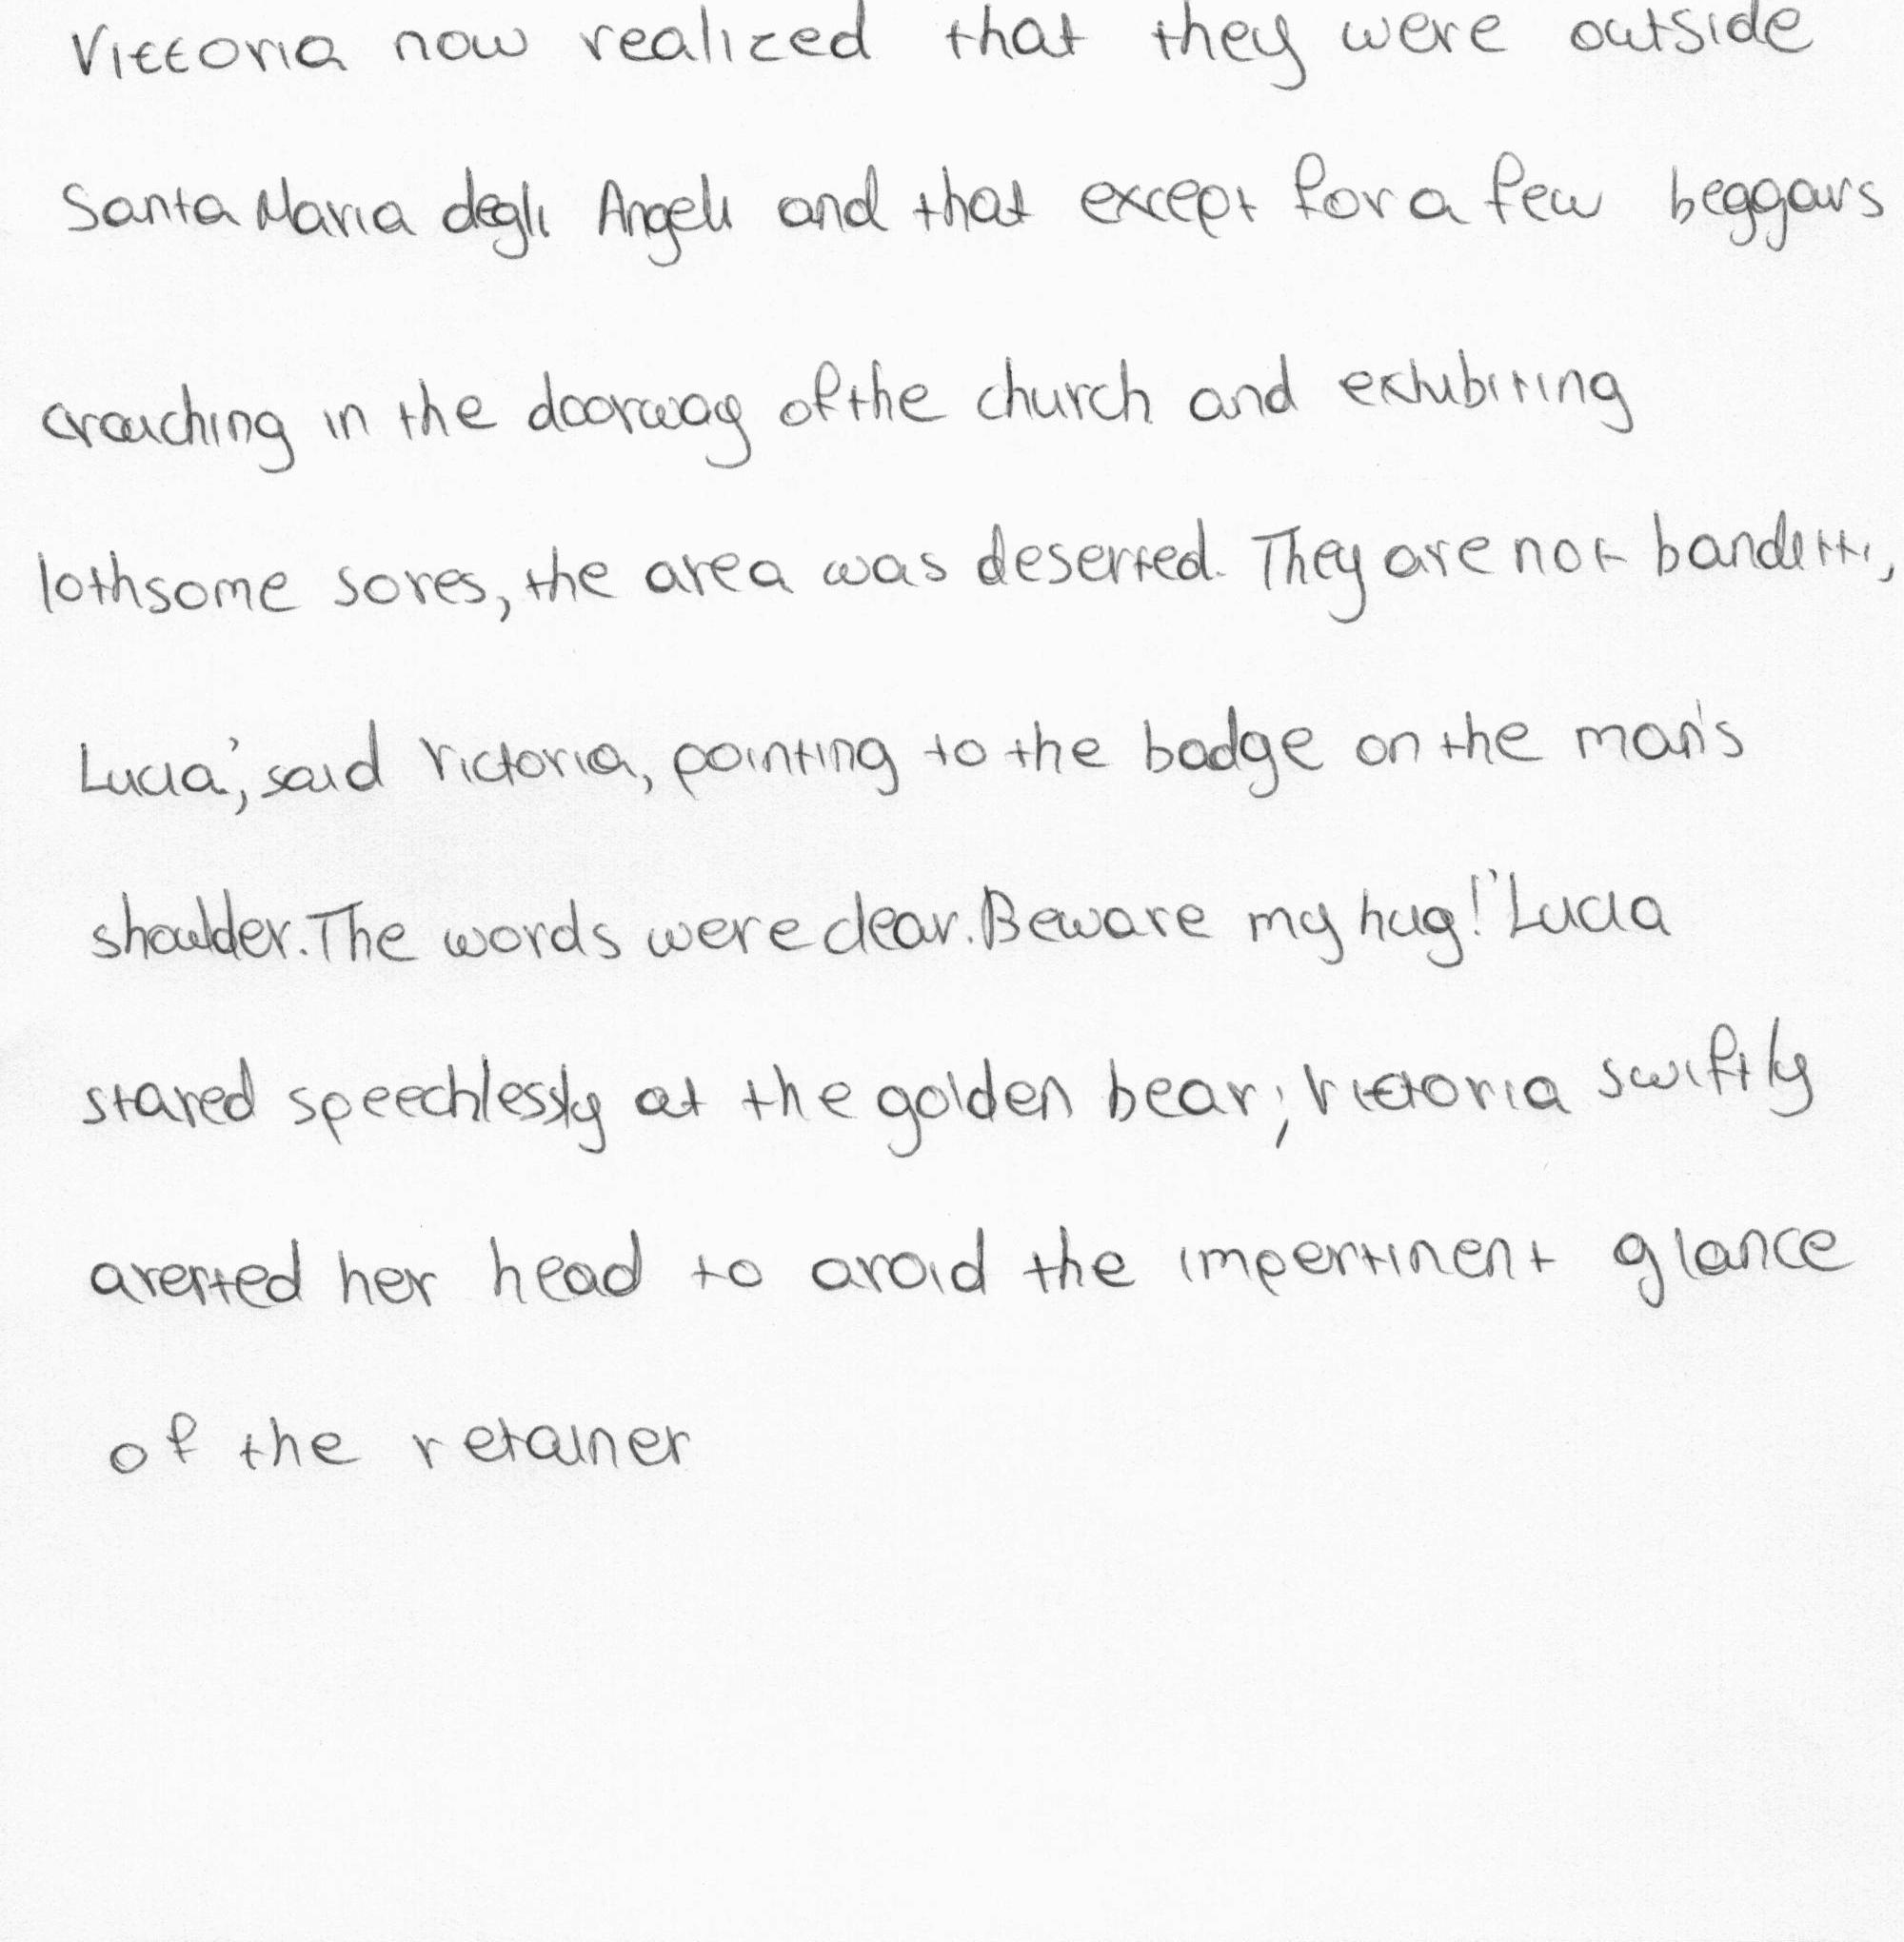 Vittoria now realized that they were outside
Santa Maria degli Angeli and that except for a few beggars
crouching in the doorway of the church and exhibiting
lothsome sores, the area was deserted. They are not banditti,
Lucia,' said Victoria, pointing to the badge on the man's
shoulder. The words were clear. Beware my hug!' Lucia
stared speechlessly at the golden bear; Victoria swiftly
averted her head to avoid the impertinent glance
of the retainer